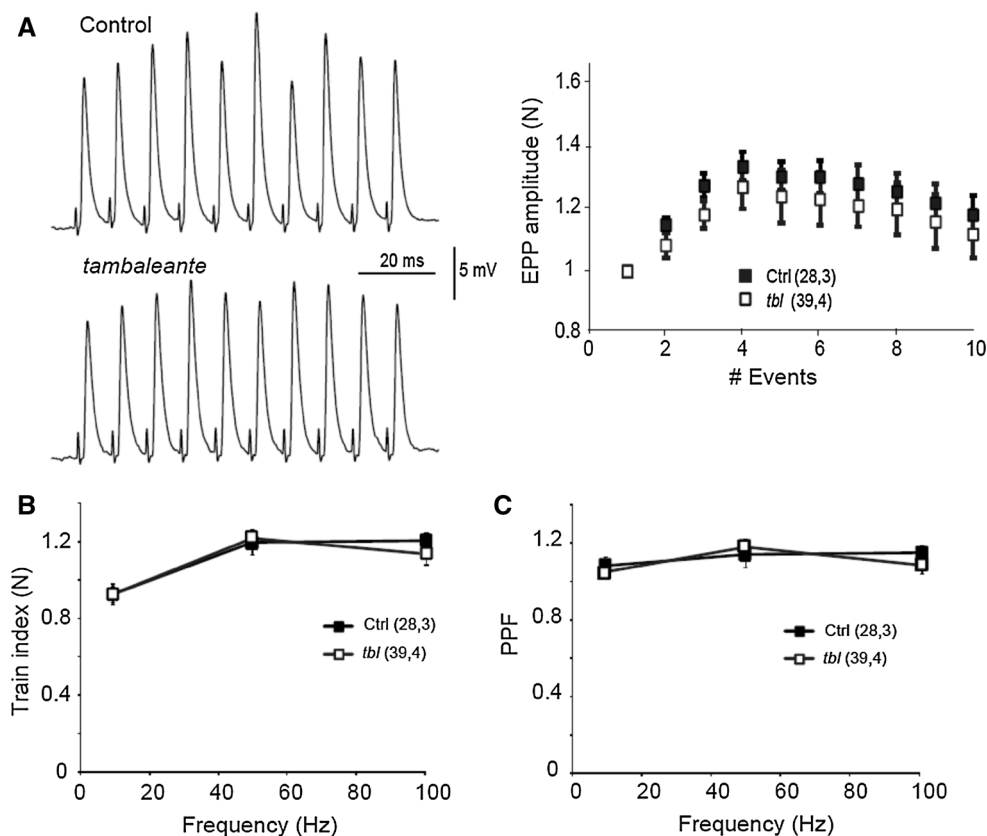 A
Control
tambaleante
20 ms
5 mV
EPP amplitude (N)
1.6
1.4
1.2
1
0.8
0
2
4
6
8
10
# Events
Ctrl (28,3)
tbl (39,4)
B
Train index (N)
1.2
0.8
0.4
0
0
20
40
60
80
100
Frequency (Hz)
Ctrl (28,3)
tbl (39,4)
C
PPF
1.2
0.8
0.4
0
0
20
40
60
80
100
Frequency (Hz)
Ctrl (28,3)
tbl (39,4)